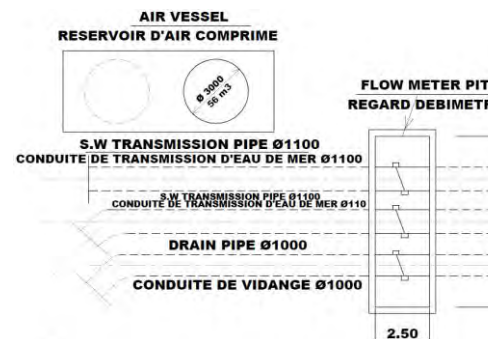 AIR VESSEL
RESERVOIR D'AIR COMPRIME
Ø 3000
56 m3
FLOW METER PIT
REGARD DEBIMETR
S.W TRANSMISSION PIPE Ø1100
CONDUITE DE TRANSMISSION D'EAU DE MER Ø1100
S.W TRANSMISSION PIPE Ø1100
CONDUITE DE TRANSMISSION D'EAU DE MER Ø110
DRAIN PIPE Ø1000
CONDUITE DE VIDANGE Ø1000
2.50